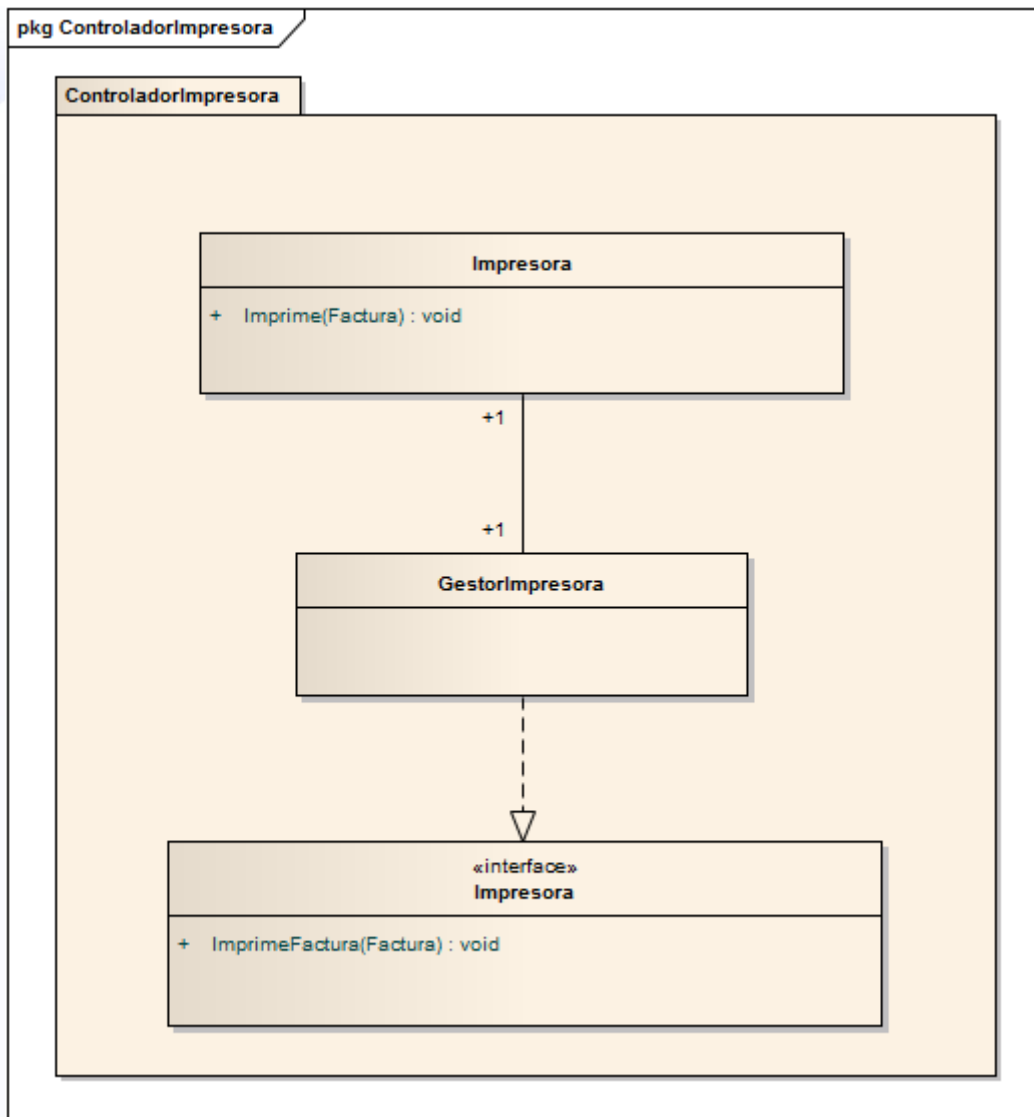 pkg ControladorImpresora
ControladorImpresora
Impresora
+ Imprime(Factura) : void
+1
+1
GestorImpresora
«interface»
Impresora
+ ImprimeFactura(Factura) : void